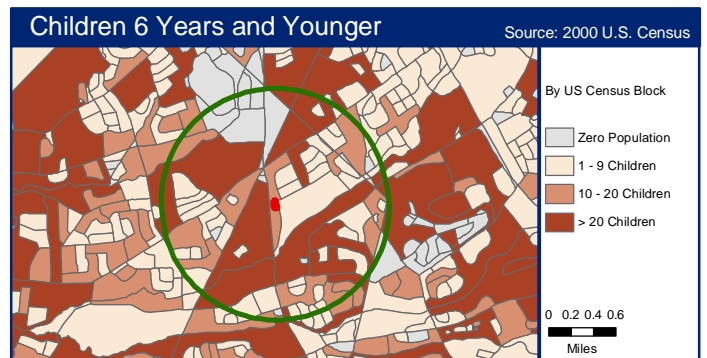 Children 6 Years and Younger
Source: 2000 U.S. Census
By US Census Block
Zero Population
1 - 9 Children
10 - 20 Children
> 20 Children
0 0.2 0.4 0.6
Miles